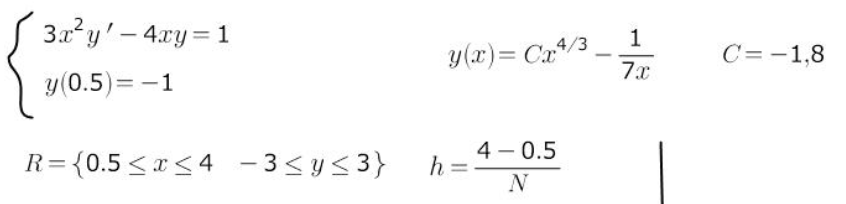 3x²y′ − 4xy = 1
y(x) = Cx^{4/3} − 1/(7x) C = −1,8
y(0.5) = −1
R = {0.5 ≤ x ≤ 4 −3 ≤ y ≤ 3} h = (4 − 0.5)/N